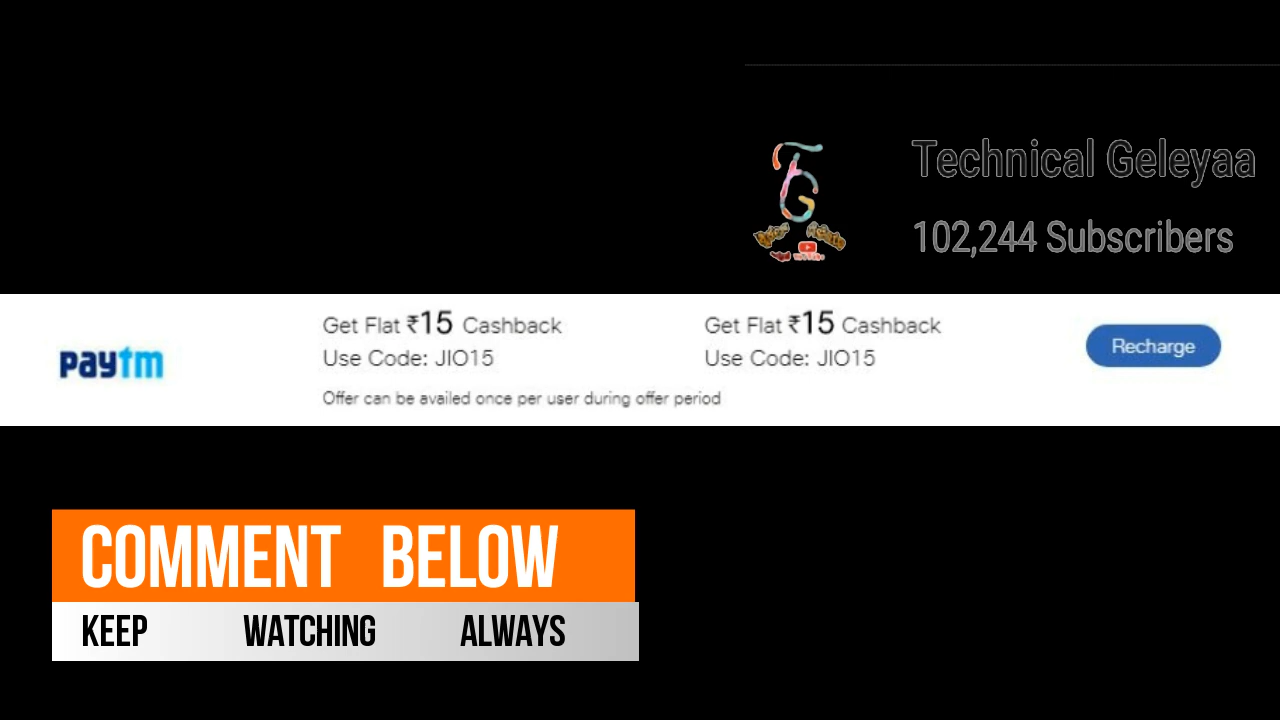 Technical Geleyaa
102,244 Subscribers
Get Flat ₹15 Cashback
Use Code: JIO15
Get Flat ₹15 Cashback
Use Code: JIO15
Recharge
paytm
Offer can be availed once per user during offer period
COMMENT BELOW
KEEP WATCHING ALWAYS